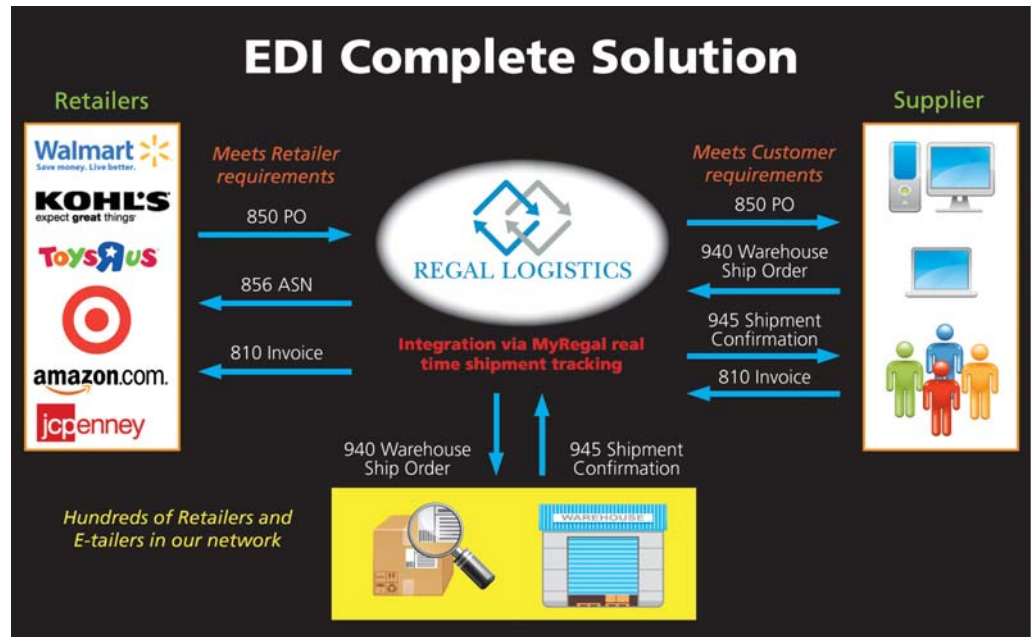 EDI Complete Solution
Retailers
Walmart
Save money. Live better.
KOHL'S
expect great things
TOYSЯUS
amazon.com.
jcpenney
Meets Retailer
requirements
850 PO
856 ASN
810 Invoice
REGAL LOGISTICS
Integration via MyRegal real
time shipment tracking
Meets Customer
requirements
850 PO
940 Warehouse
Ship Order
945 Shipment
Confirmation
810 Invoice
Supplier
940 Warehouse
Ship Order
945 Shipment
Confirmation
Hundreds of Retailers and
E-tailers in our network
WAREHOUSE